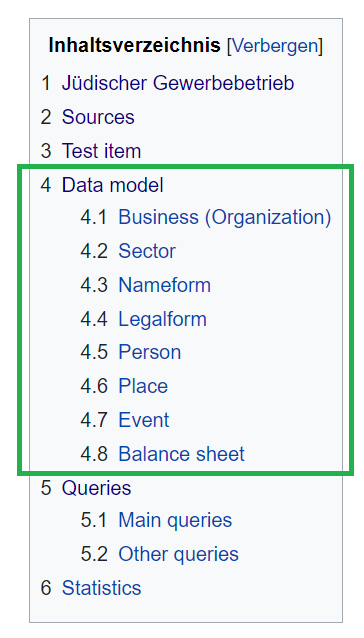 Inhaltsverzeichnis [Verbergen]
1 Jüdischer Gewerbebetrieb
2 Sources
3 Test item
4 Data model
4.1 Business (Organization)
4.2 Sector
4.3 Nameform
4.4 Legalform
4.5 Person
4.6 Place
4.7 Event
4.8 Balance sheet
5 Queries
5.1 Main queries
5.2 Other queries
6 Statistics